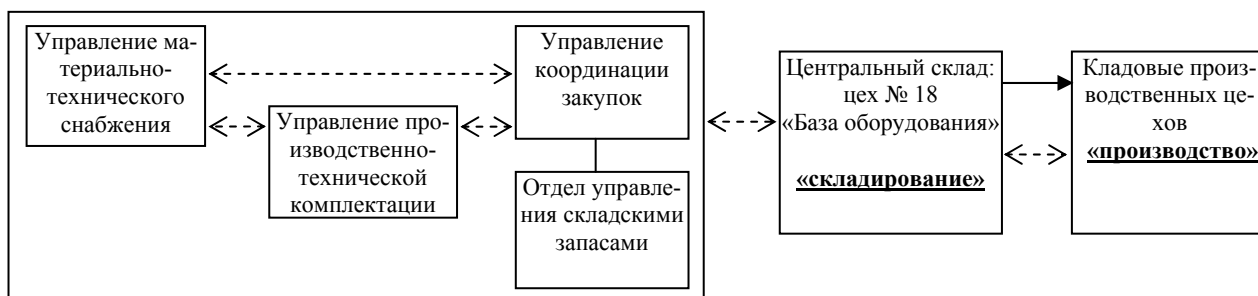 Управление ма-
териально-
технического
снабжения
Управление про-
изводственно-
технической
комплектации
Управление
координации
закупок
Отдел управле-
ния складскими
запасами
Центральный склад:
цех № 18
«База оборудования»
«складирование»
Кладовые произ-
водственных це-
хов
«производство»